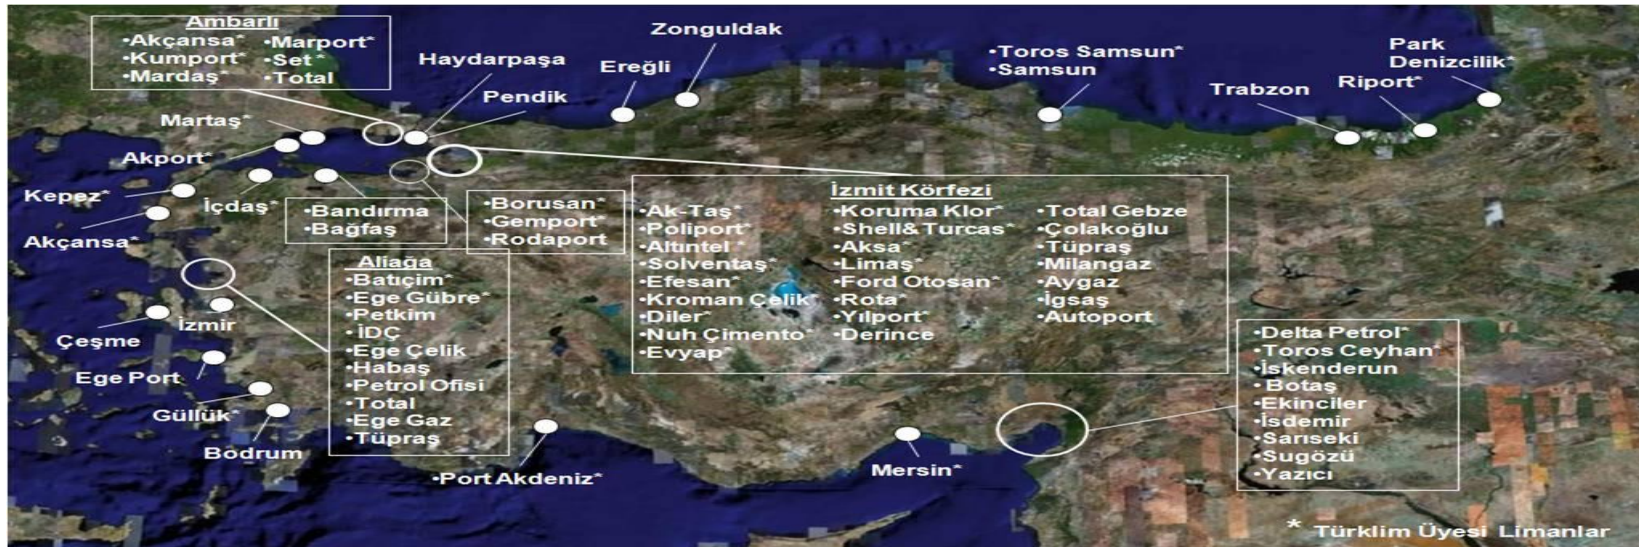 Ambarlı
•Akçansa* •Marport*
•Kumport* •Set*
•Mardaş* •Total
Haydarpaşa
Pendik
Ereğli
Zonguldak
•Toros Samsun*
•Samsun
Trabzon
Riport*
Park
Denizcilik*
Martaş*
Akport*
Kepez*
Akçansa*
İçdaş*
•Bandırma
•Bağfaş
•Borusan*
•Gemport*
•Rodaport
İzmit Körfezi
•Ak-Taş* •Koruma Klor* •Total Gebze
•Poliport* •Shell&Turcas* •Çolakoğlu
•Altıntel* •Aksa* •Tüpraş
•Solventaş* •Limaş* •Milangaz
•Efesan* •Ford Otosan* •Aygaz
•Kroman Çelik* •Rota* •İgsaş
•Diler* •Yılport* •Autoport
•Nuh Çimento* •Derince
•Evyap*
Aliağa
•Batıçim*
•Ege Gübre*
•Petkim
•İDÇ
•Ege Çelik
•Habaş
•Petrol Ofisi
•Total
•Ege Gaz
•Tüpraş
İzmir
Çeşme
Ege Port
Güllük*
Bodrum
•Port Akdeniz*
Mersin*
•Delta Petrol*
•Toros Ceyhan*
•İskenderun
•Botaş
•Ekinciler
•İsdemir
•Sarıseki
•Sugözü
•Yazıcı
* Türklim Üyesi Limanlar